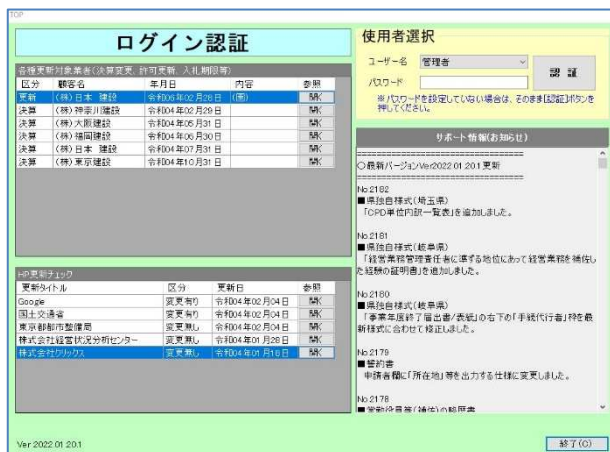 TOP
ログイン認証
各種更新対象業者(決算変更、許可更新、入札期限等)
区分 顧客名 年月日 内容 参照
更新 (株)日本 建設 令和05年02月28日 (国) 開く
決算 (株)神奈川建設 令和04年02月29日 開く
決算 (株)大阪建設 令和04年05月31日 開く
決算 (株)福岡建設 令和04年06月30日 開く
決算 (株)日本 建設 令和04年07月31日 開く
決算 (株)東京建設 令和04年10月31日 開く
HP更新チェック
更新タイトル 区分 更新日 参照
Google 変更有り 令和04年02月04日 開く
国土交通省 変更有り 令和04年02月04日 開く
東京都都市整備局 変更無し 令和04年02月04日 開く
株式会社経営状況分析センター 変更無し 令和04年01月28日 開く
株式会社クリックス 変更無し 令和04年01月18日 開く
Ver 2022.01.20.1
使用者選択
ユーザー名 管理者
パスワード
認 証
※パスワードを設定していない場合は、そのまま[認証]ボタンを
押してください。
サポート情報(お知らせ)
================================
○最新バージョンVer2022.01.20.1更新
================================
No.2182
■県独自様式(埼玉県)
「CPD単位内訳一覧表」を追加しました。
No.2181
■県独自様式(岐阜県)
「経営業務管理責任者に準ずる地位にあって経営業務を補佐し
た経験の証明書」を追加しました。
No.2180
■県独自様式(岐阜県)
「事業年度終了届出書/表紙」の右下の「手続代行者」枠を最
新様式に合わせて修正しました。
No.2179
■誓約書
申請者欄に「所在地」等を出力する仕様に変更しました。
No.2178
■常勤役員等(補佐)の略歴書
終了(C)